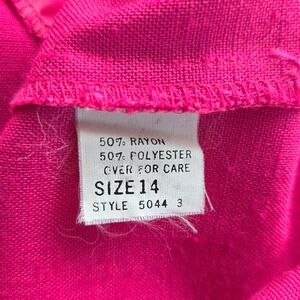 50% RAYON
50% POLYESTER
OVER FOR CARE
SIZE 14
STYLE 5044 3